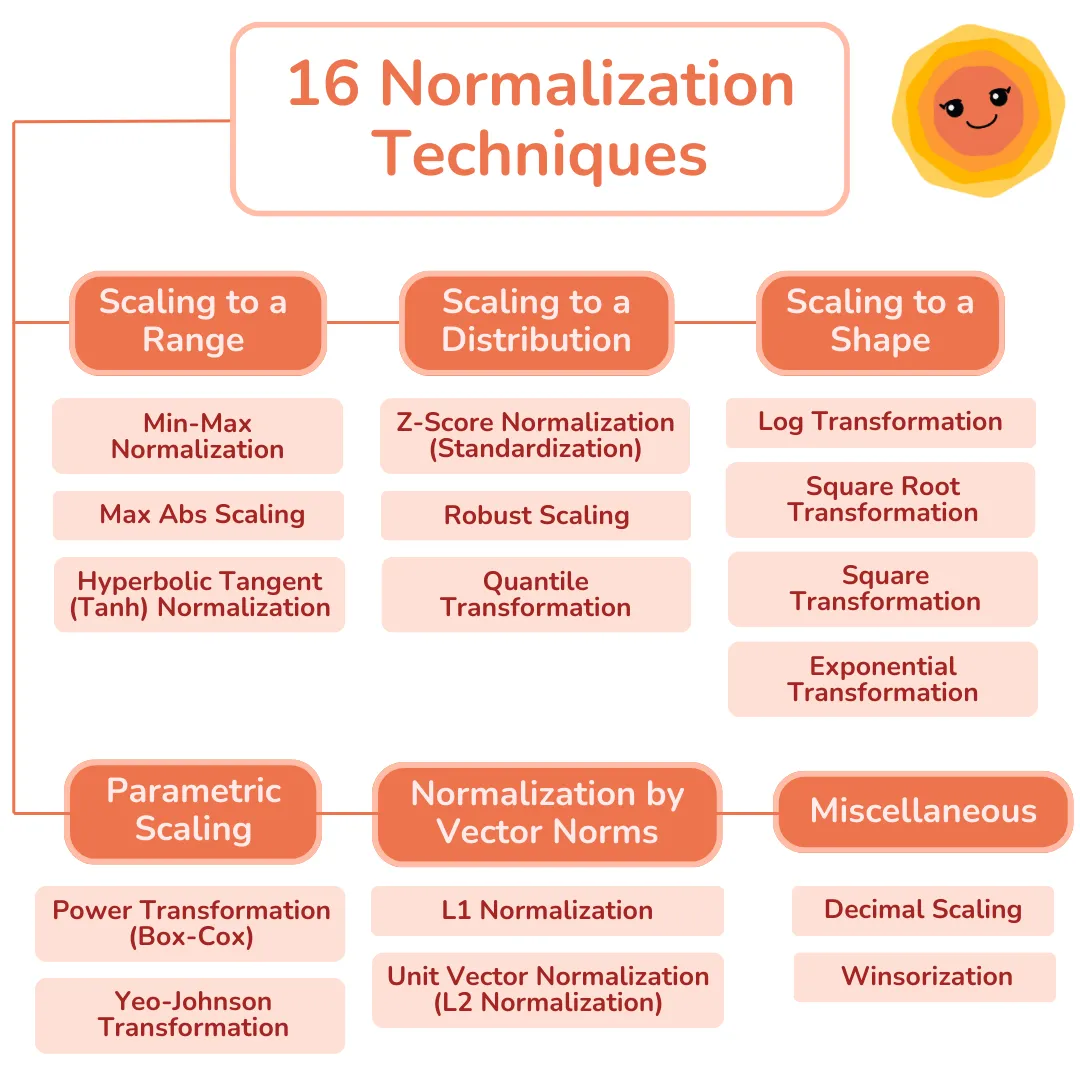 16 Normalization
Techniques
Scaling to a
Range
Scaling to a
Distribution
Scaling to a
Shape
Min-Max
Normalization
Max Abs Scaling
Hyperbolic Tangent
(Tanh) Normalization
Z-Score Normalization
(Standardization)
Robust Scaling
Quantile
Transformation
Log Transformation
Square Root
Transformation
Square
Transformation
Exponential
Transformation
Parametric
Scaling
Normalization by
Vector Norms
Miscellaneous
Power Transformation
(Box-Cox)
Yeo-Johnson
Transformation
L1 Normalization
Unit Vector Normalization
(L2 Normalization)
Decimal Scaling
Winsorization